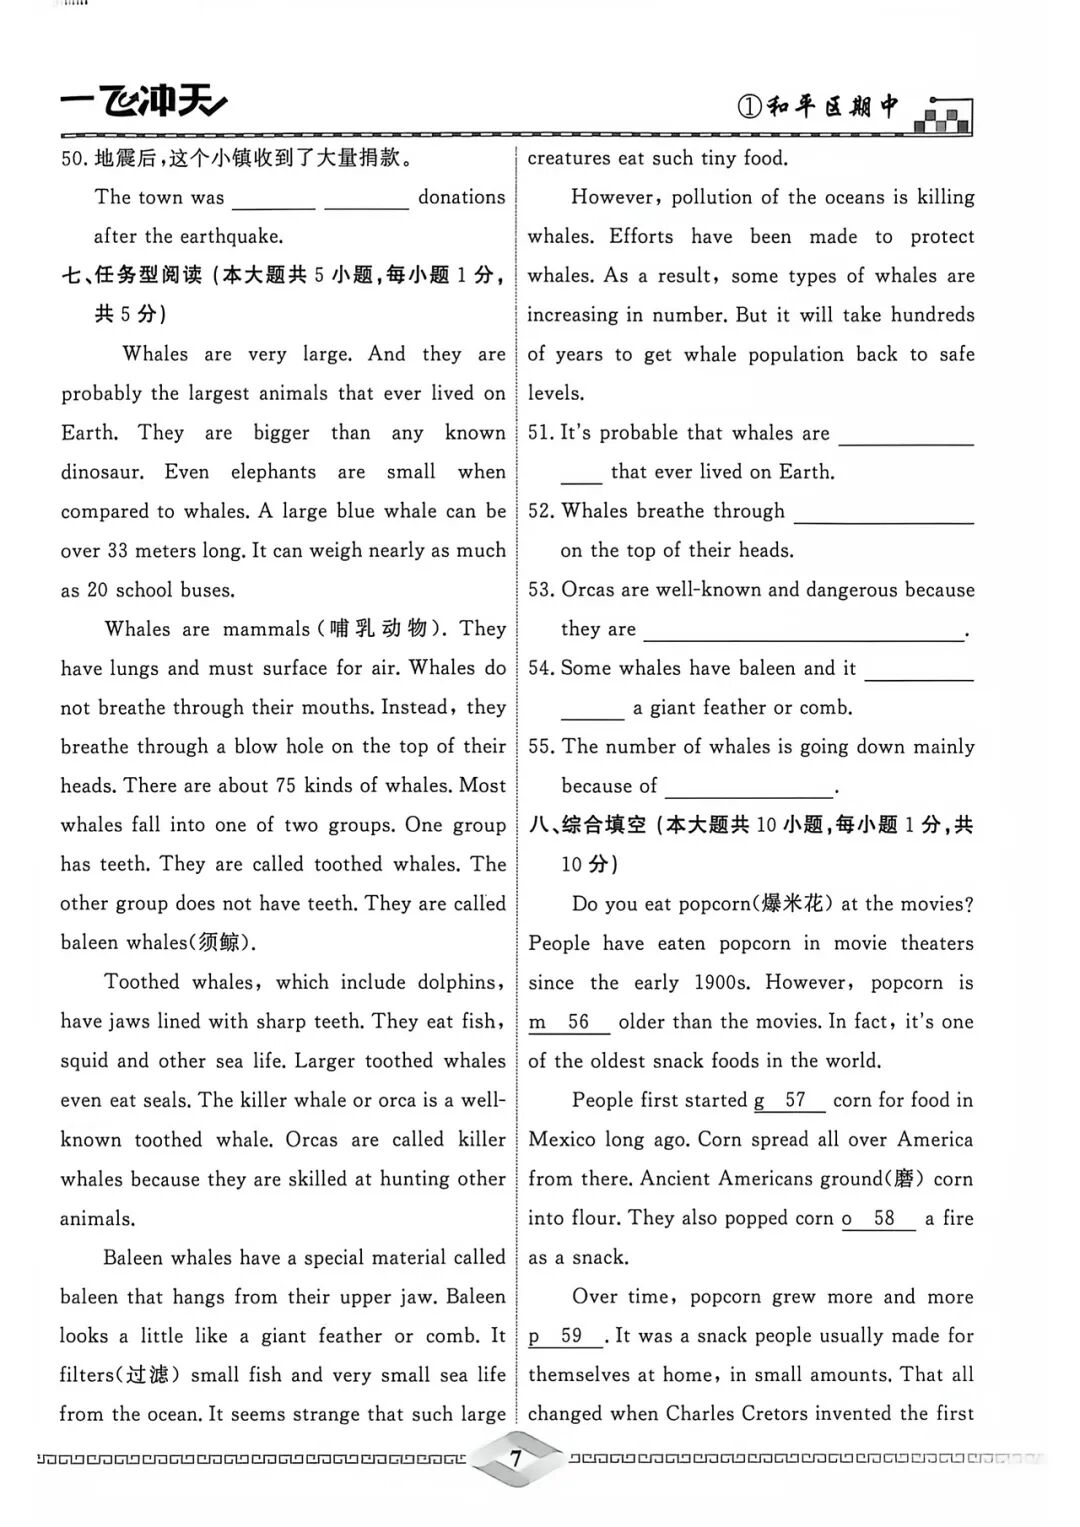 一飞冲天
①和平区期中
50. 地震后,这个小镇收到了大量捐款。
The town was ________ ________ donations
after the earthquake.
七、任务型阅读 (本大题共 5 小题,每小题 1 分,
共 5 分)
Whales are very large. And they are
probably the largest animals that ever lived on
Earth. They are bigger than any known
dinosaur. Even elephants are small when
compared to whales. A large blue whale can be
over 33 meters long. It can weigh nearly as much
as 20 school buses.
Whales are mammals(哺乳动物). They
have lungs and must surface for air. Whales do
not breathe through their mouths. Instead, they
breathe through a blow hole on the top of their
heads. There are about 75 kinds of whales. Most
whales fall into one of two groups. One group
has teeth. They are called toothed whales. The
other group does not have teeth. They are called
baleen whales(须鲸).
Toothed whales, which include dolphins,
have jaws lined with sharp teeth. They eat fish,
squid and other sea life. Larger toothed whales
even eat seals. The killer whale or orca is a well-
known toothed whale. Orcas are called killer
whales because they are skilled at hunting other
animals.
Baleen whales have a special material called
baleen that hangs from their upper jaw. Baleen
looks a little like a giant feather or comb. It
filters(过滤) small fish and very small sea life
from the ocean. It seems strange that such large
creatures eat such tiny food.
However, pollution of the oceans is killing
whales. Efforts have been made to protect
whales. As a result, some types of whales are
increasing in number. But it will take hundreds
of years to get whale population back to safe
levels.
51. It's probable that whales are ____________
____ that ever lived on Earth.
52. Whales breathe through ________________
on the top of their heads.
53. Orcas are well-known and dangerous because
they are ____________________________.
54. Some whales have baleen and it __________
______ a giant feather or comb.
55. The number of whales is going down mainly
because of _______________.
八、综合填空 (本大题共 10 小题,每小题 1 分,共
10 分)
Do you eat popcorn(爆米花) at the movies?
People have eaten popcorn in movie theaters
since the early 1900s. However, popcorn is
m 56 older than the movies. In fact, it's one
of the oldest snack foods in the world.
People first started g 57 corn for food in
Mexico long ago. Corn spread all over America
from there. Ancient Americans ground(磨) corn
into flour. They also popped corn o 58 a fire
as a snack.
Over time, popcorn grew more and more
p 59 . It was a snack people usually made for
themselves at home, in small amounts. That all
changed when Charles Cretors invented the first
7